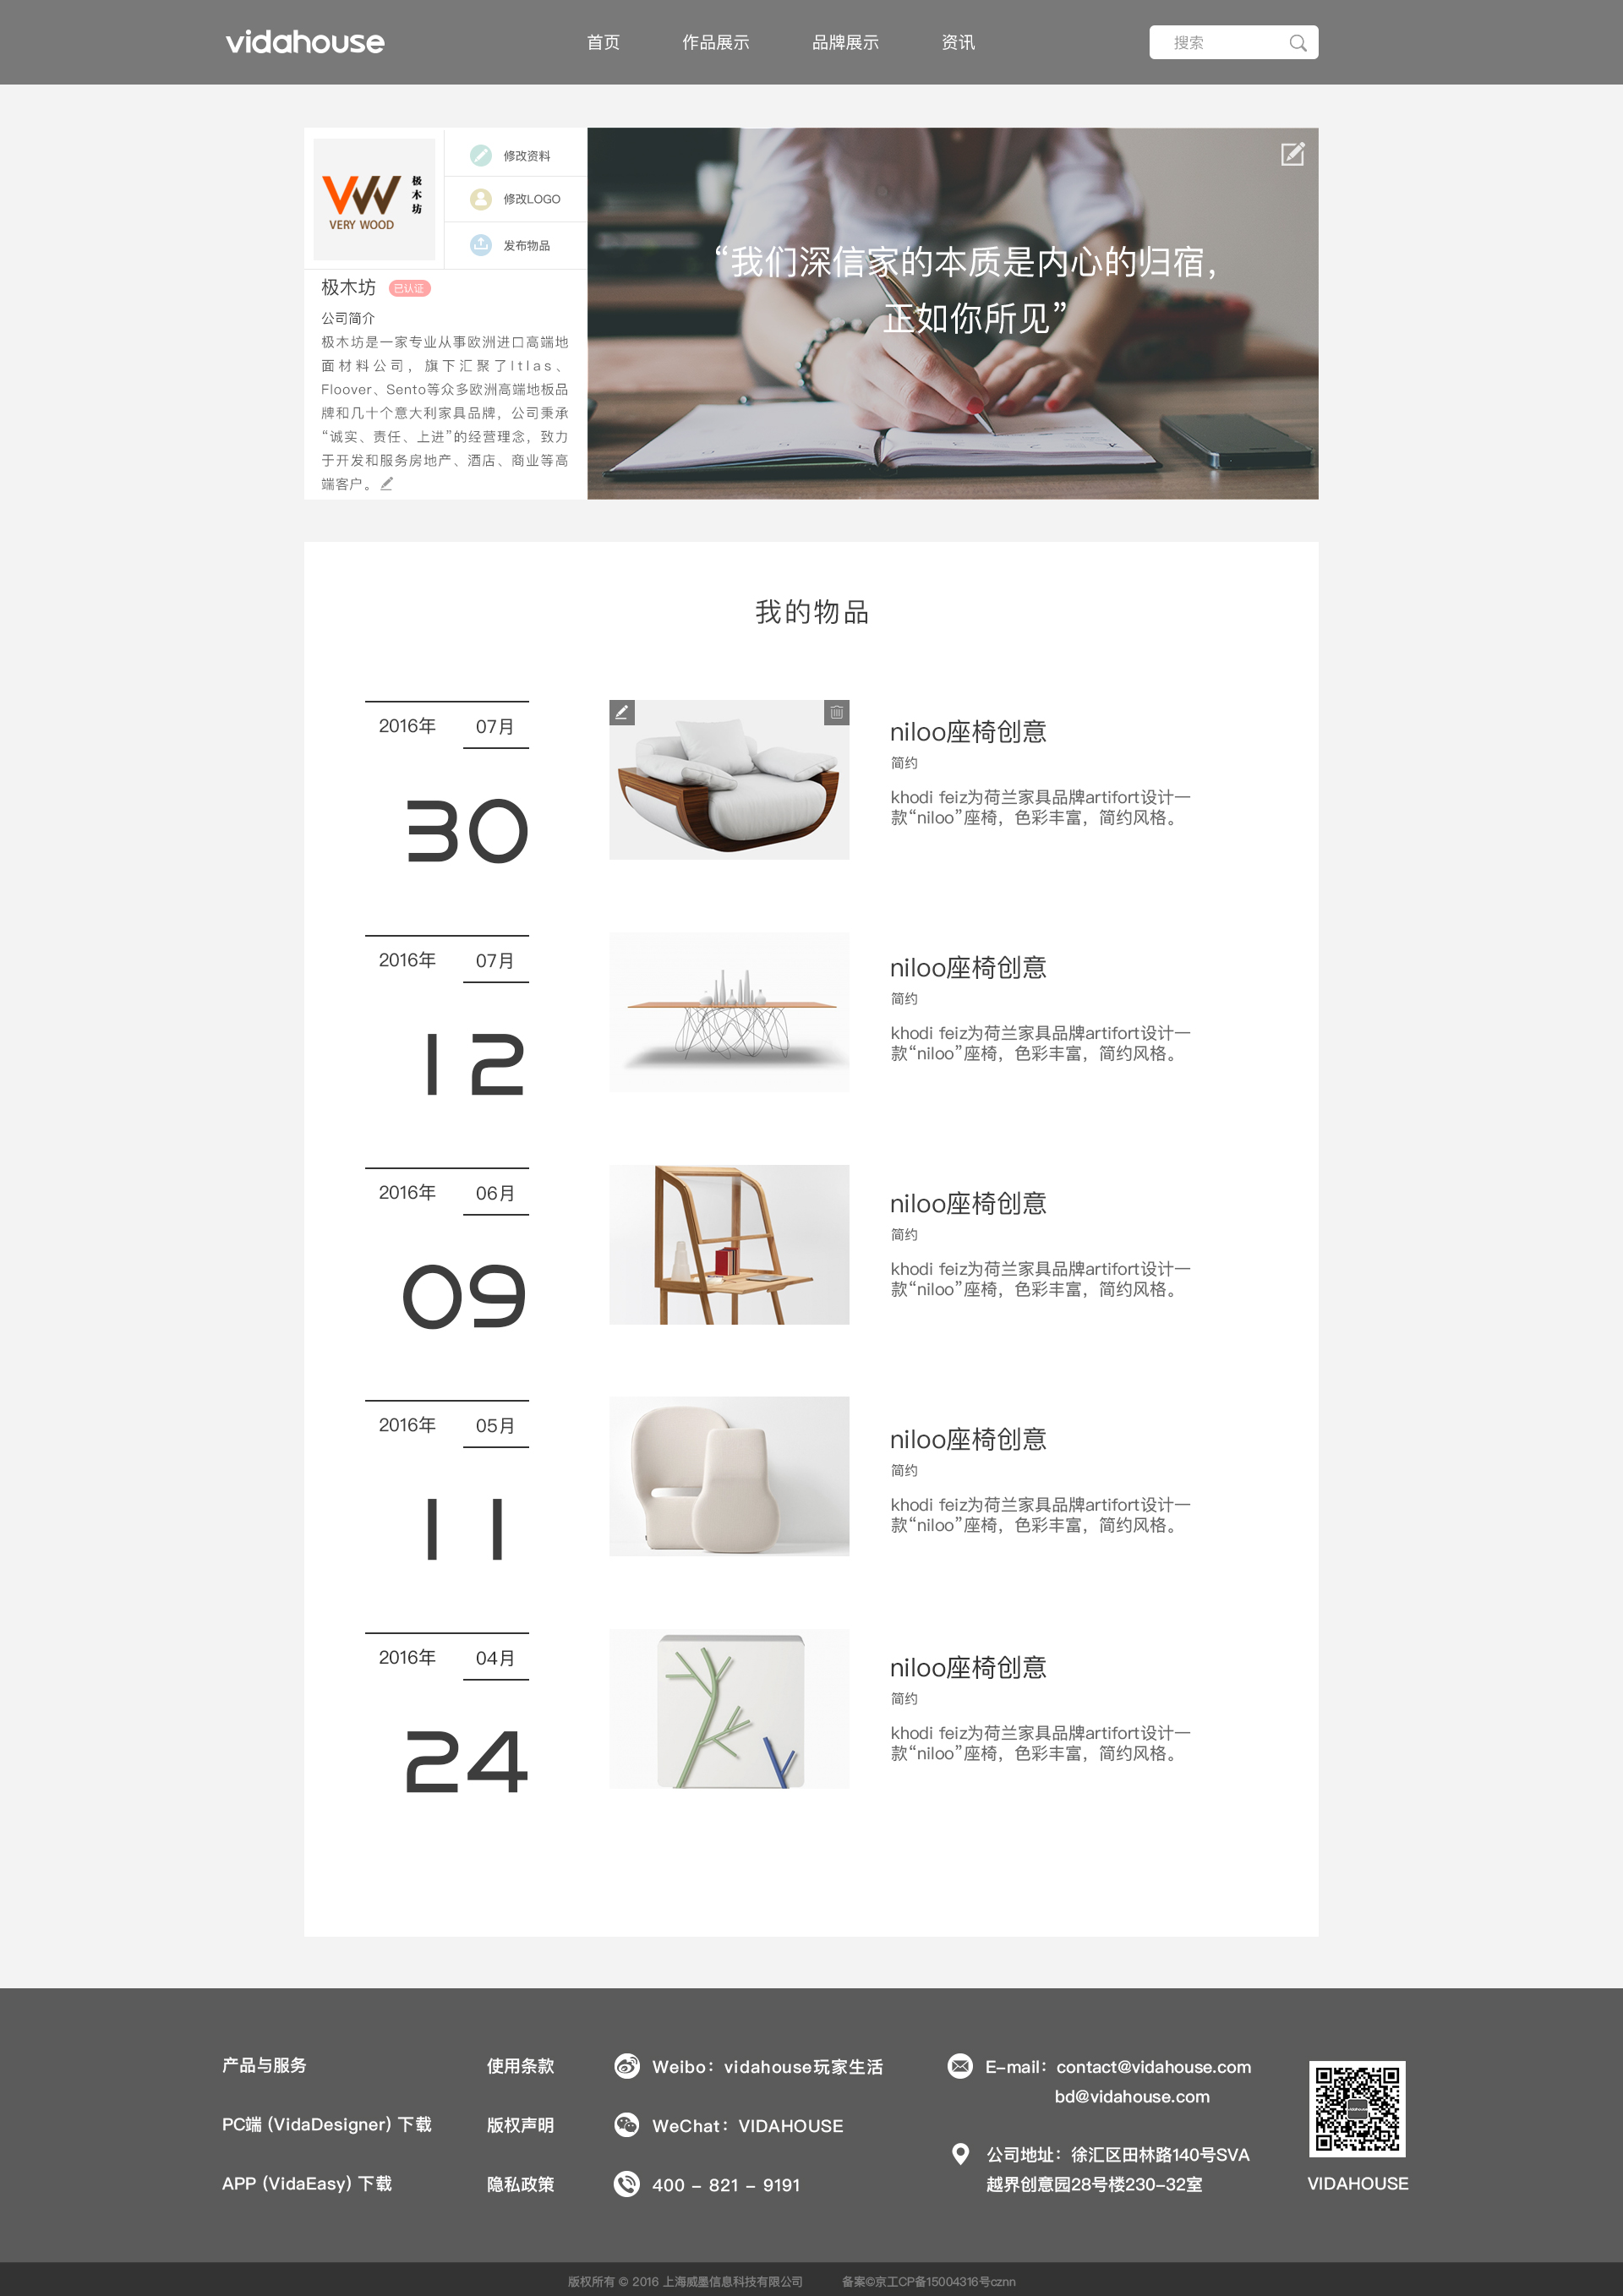 vidahouse
首页 作品展示 品牌展示 资讯
搜索
VERY WOOD
极木坊
修改资料
修改LOGO
发布物品
极木坊 已认证
公司简介
极木坊是一家专业从事欧洲进口高端地
面材料公司，旗下汇聚了Itlas、
Floover、Sento等众多欧洲高端地板品
牌和几十个意大利家具品牌，公司秉承
“诚实、责任、上进”的经营理念，致力
于开发和服务房地产、酒店、商业等高
端客户。
“我们深信家的本质是内心的归宿，
正如你所见”
我的物品
2016年 07月
30
niloo座椅创意
简约
khodi feiz为荷兰家具品牌artifort设计一
款“niloo”座椅，色彩丰富，简约风格。
2016年 07月
12
niloo座椅创意
简约
khodi feiz为荷兰家具品牌artifort设计一
款“niloo”座椅，色彩丰富，简约风格。
2016年 06月
09
niloo座椅创意
简约
khodi feiz为荷兰家具品牌artifort设计一
款“niloo”座椅，色彩丰富，简约风格。
2016年 05月
11
niloo座椅创意
简约
khodi feiz为荷兰家具品牌artifort设计一
款“niloo”座椅，色彩丰富，简约风格。
2016年 04月
24
niloo座椅创意
简约
khodi feiz为荷兰家具品牌artifort设计一
款“niloo”座椅，色彩丰富，简约风格。
产品与服务
PC端 (VidaDesigner) 下载
APP (VidaEasy) 下载
使用条款
版权声明
隐私政策
Weibo：vidahouse玩家生活
WeChat：VIDAHOUSE
400 - 821 - 9191
E-mail：contact@vidahouse.com
bd@vidahouse.com
公司地址：徐汇区田林路140号SVA
越界创意园28号楼230-32室
vidahouse
VIDAHOUSE
版权所有 © 2016 上海威墨信息科技有限公司 备案©京工CP备15004316号cznn